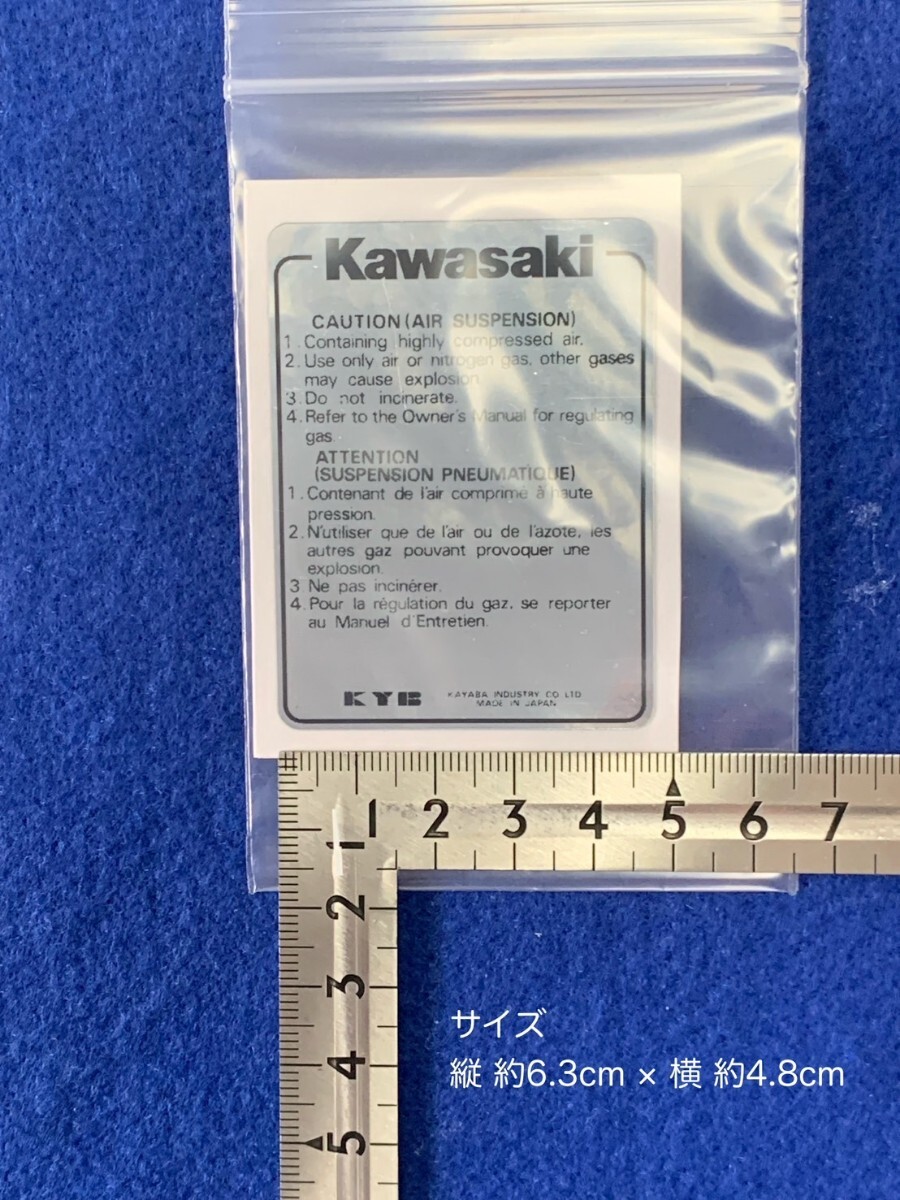 Kawasaki
CAUTION (AIR SUSPENSION)
1. Containing highly compressed air.
2. Use only air or nitrogen gas, other gases
may cause explosion
3. Do not incinerate.
4. Refer to the Owner's Manual for regulating
gas.
ATTENTION
(SUSPENSION PNEUMATIQUE)
1. Contenant de l'air comprimé à haute
pression.
2. N'utiliser que de l'air ou de l'azote, les
autres gaz pouvant provoquer une
explosion.
3 Ne pas incinérer.
4. Pour la régulation du gaz, se reporter
au Manuel d'Entretien.
KYB
KAYABA INDUSTRY CO LTD
MADE IN JAPAN
1 2 3 4 5 6 7
1
2
3
4
5
サイズ
縦 約6.3cm × 横 約4.8cm